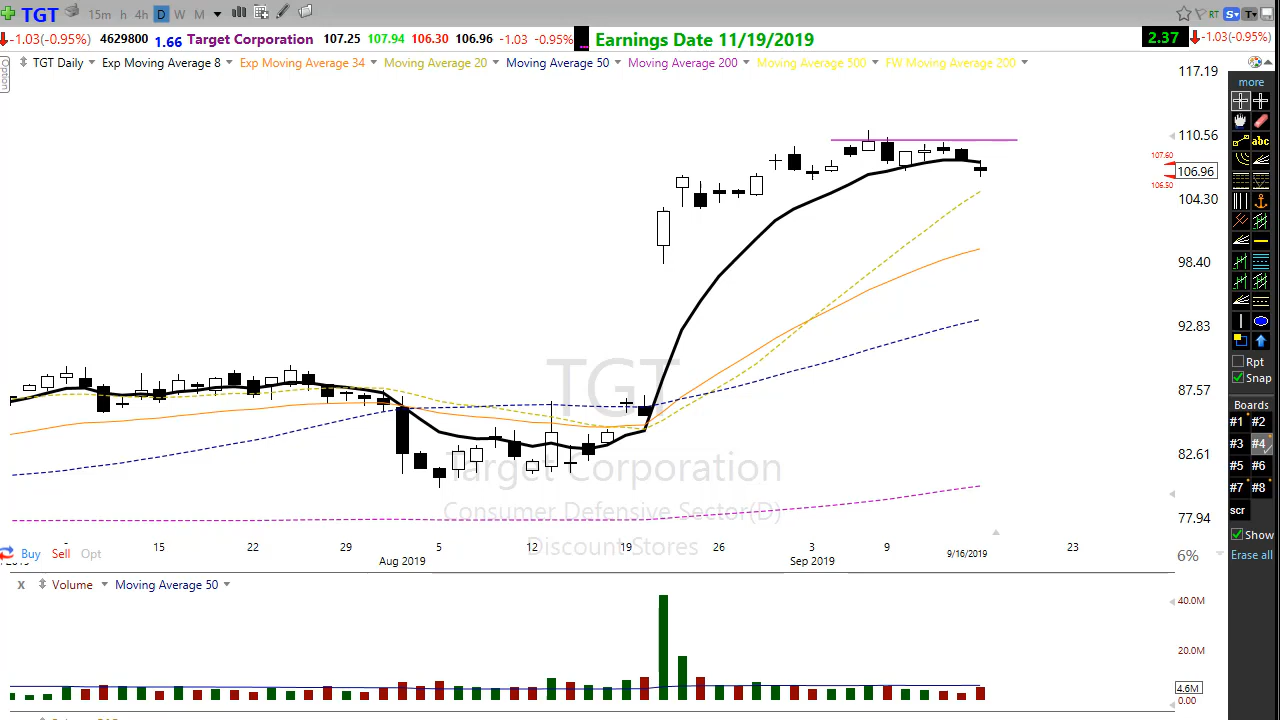 TGT 15m h 4h D W M RT S T
-1.03(-0.95%) 4629800 1.66 Target Corporation 107.25 107.94 106.30 106.96 -1.03 -0.95% ... Earnings Date 11/19/2019 2.37 -1.03(-0.95%)
Option TGT Daily Exp Moving Average 8 Exp Moving Average 34 Moving Average 20 Moving Average 50 Moving Average 200 Moving Average 500 FW Moving Average 200
117.19
more
110.56
abc
107.60
106.96
106.50
104.30
98.40
92.83
TGT
Rpt
Snap
87.57
Boards
#1 #2
#3 #4
82.61
Target Corporation
#5 #6
#7 #8
Consumer Defensive Sector(D)
scr
77.94
Discount Stores
Show
15 22 29 5 12 19 26 3 9 9/16/2019 23
Buy Sell Opt 6% Erase all
Aug 2019 Sep 2019
x Volume Moving Average 50
40.0M
20.0M
4.6M
0.00